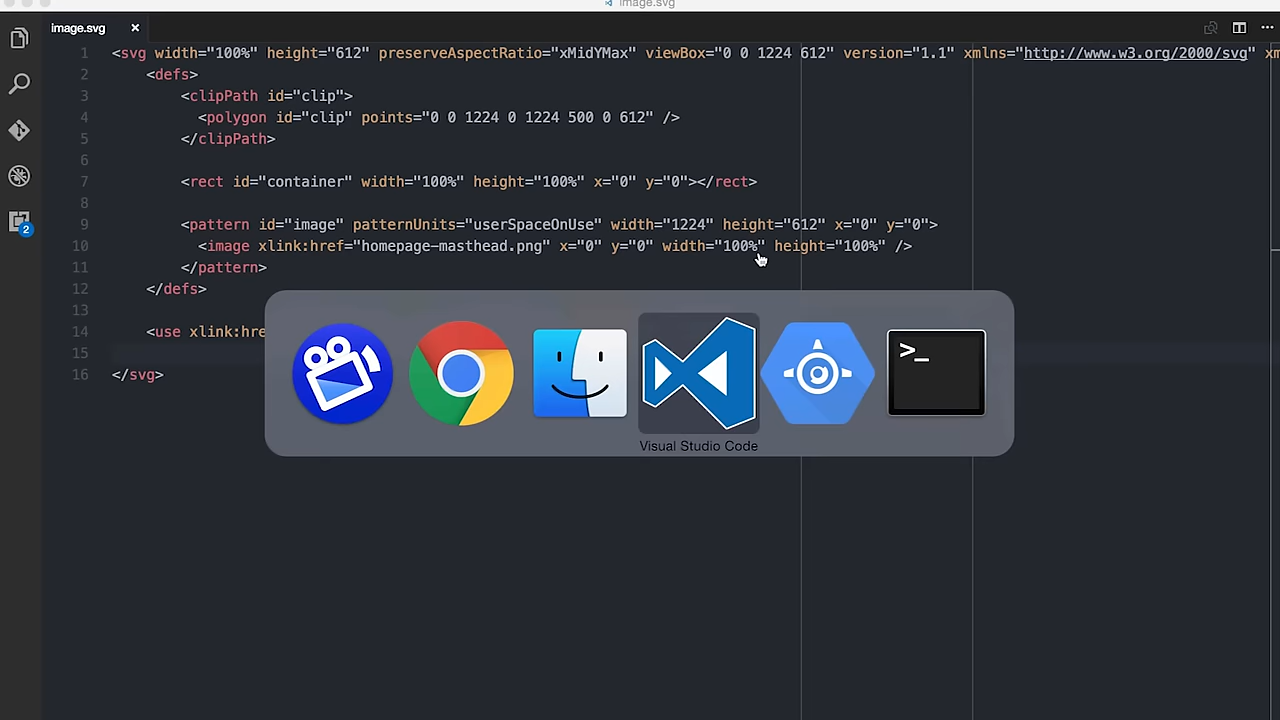 image.svg
image.svg
1 <svg width="100%" height="612" preserveAspectRatio="xMidYMax" viewBox="0 0 1224 612" version="1.1" xmlns="http://www.w3.org/2000/svg" xm
2 <defs>
3 <clipPath id="clip">
4 <polygon id="clip" points="0 0 1224 0 1224 500 0 612" />
5 </clipPath>
6
7 <rect id="container" width="100%" height="100%" x="0" y="0"></rect>
8
9 <pattern id="image" patternUnits="userSpaceOnUse" width="1224" height="612" x="0" y="0">
10 <image xlink:href="homepage-masthead.png" x="0" y="0" width="100%" height="100%" />
11 </pattern>
12 </defs>
13
14 <use xlink:hre
15
16 </svg>
2
>_
Visual Studio Code